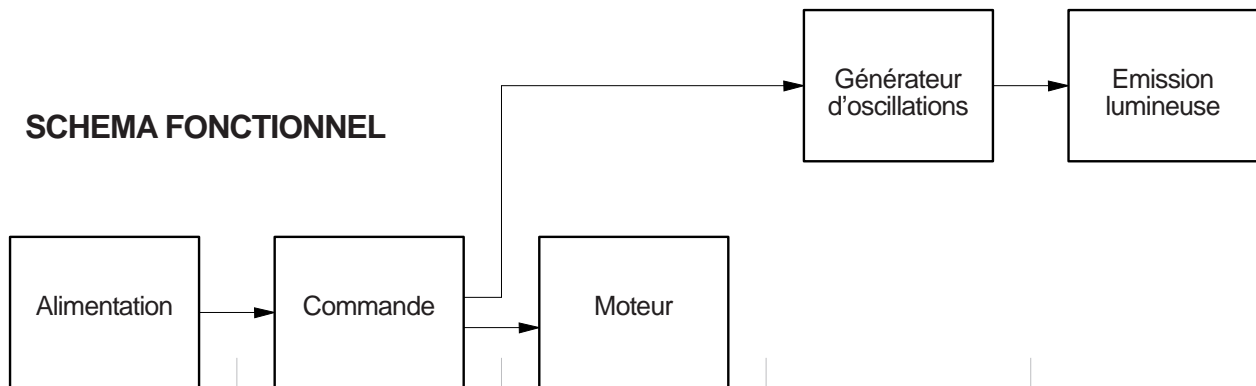 Générateur
d'oscillations
Emission
lumineuse
SCHEMA FONCTIONNEL
Alimentation
Commande
Moteur